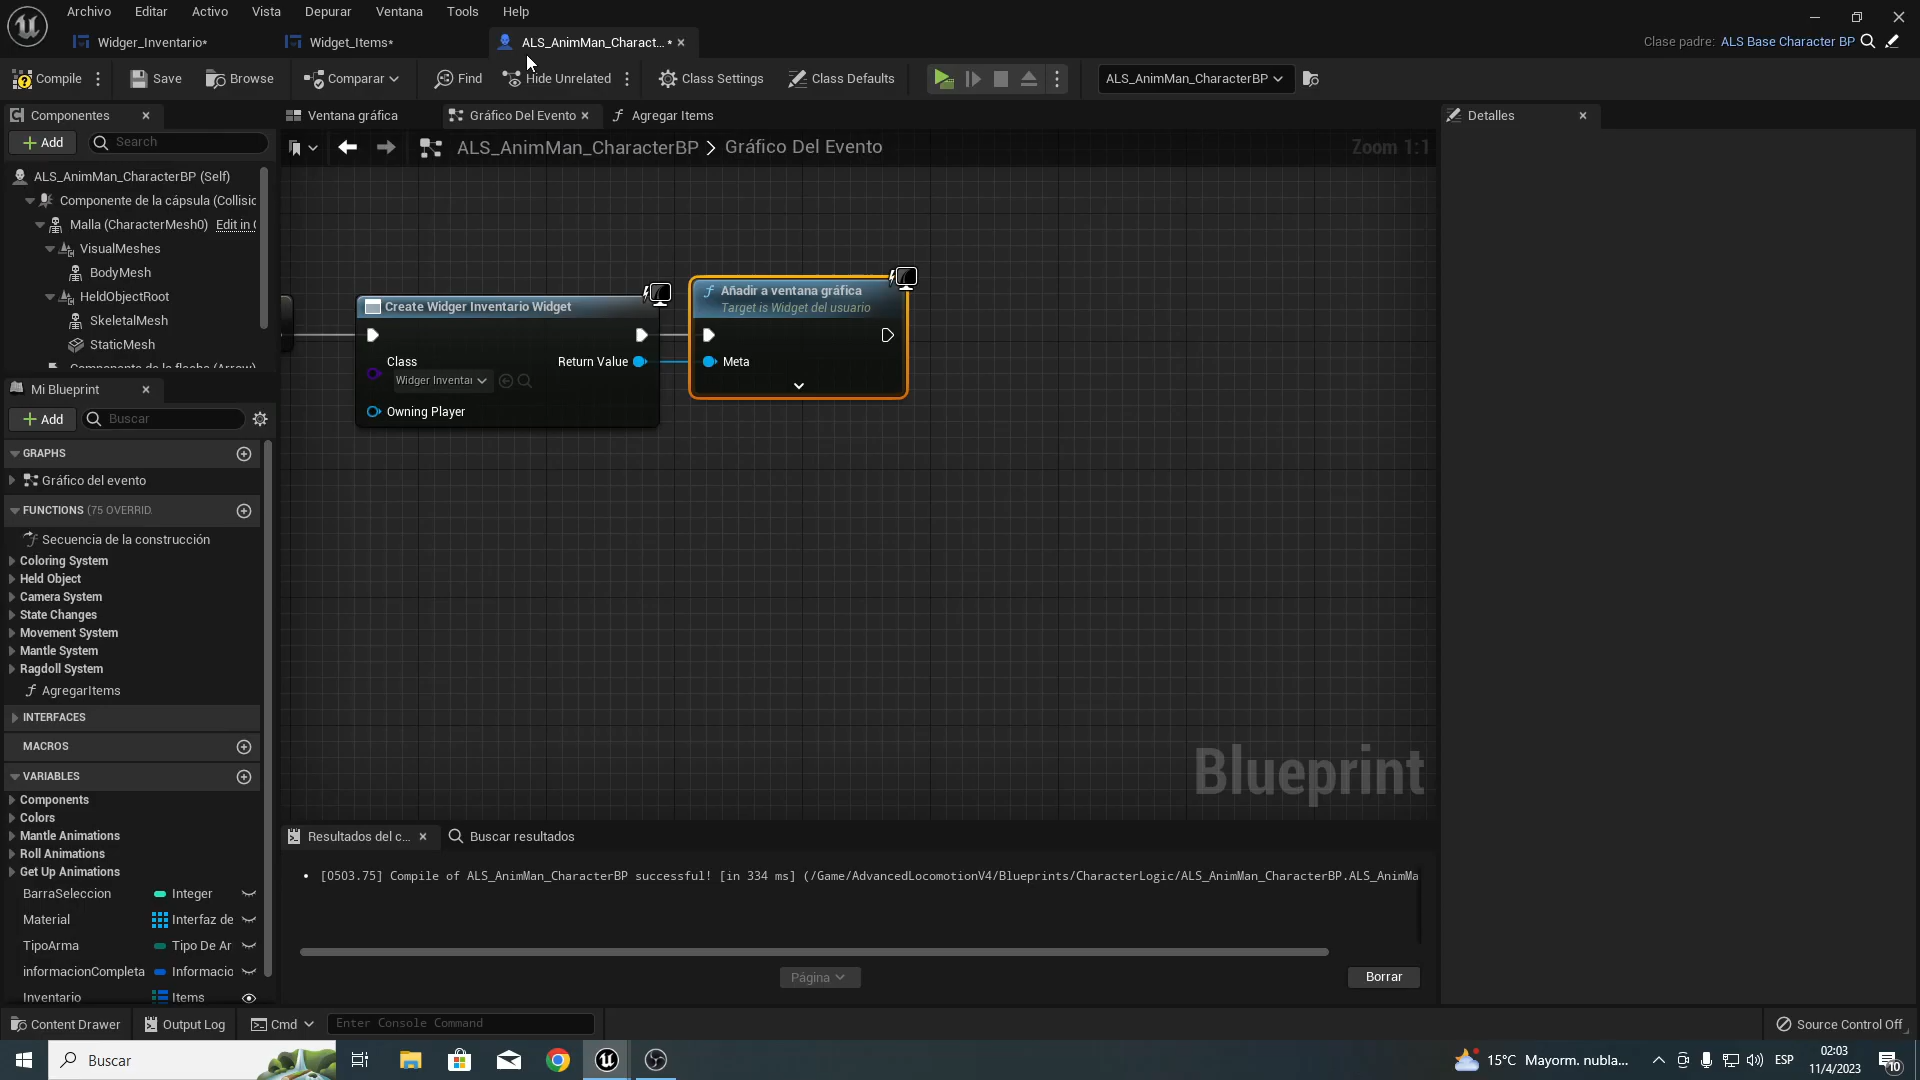 Archivo Editar Activo Vista Depurar Ventana Tools Help
Widger_Inventario* Widget_Items* ALS_AnimMan_Charact... * Clase padre: ALS Base Character BP
Compile Save Browse Comparar Find Hide Unrelated Class Settings Class Defaults ALS_AnimMan_CharacterBP
Componentes Ventana gráfica Gráfico Del Evento Agregar Items Detalles
Add Search
ALS_AnimMan_CharacterBP > Gráfico Del Evento Zoom 1:1
ALS_AnimMan_CharacterBP (Self)
Componente de la cápsula (Collisic
Malla (CharacterMesh0) Edit in
VisualMeshes
BodyMesh
HeldObjectRoot
SkeletalMesh
StaticMesh
Componente de la flecha (Arrow)
Create Widger Inventario Widget
Class
Return Value
Widger Inventar
Owning Player
Añadir a ventana gráfica
Target is Widget del usuario
Meta
Mi Blueprint
Add Buscar
GRAPHS
Gráfico del evento
FUNCTIONS (75 OVERRID.
Secuencia de la construcción
Coloring System
Held Object
Camera System
State Changes
Movement System
Mantle System
Ragdoll System
AgregarItems
INTERFACES
MACROS
VARIABLES
Components
Colors
Mantle Animations
Roll Animations
Get Up Animations
BarraSeleccion Integer
Material Interfaz de
TipoArma Tipo De Ar
informacionCompleta Informacio
Inventario Items
Blueprint
Resultados del c... Buscar resultados
• [0503.75] Compile of ALS_AnimMan_CharacterBP successful! [in 334 ms] (/Game/AdvancedLocomotionV4/Blueprints/CharacterLogic/ALS_AnimMan_CharacterBP.ALS_AnimMa
Página Borrar
Content Drawer Output Log Cmd Enter Console Command Source Control Off
Buscar 15°C Mayorm. nubla... ESP 02:03
11/4/2023 10